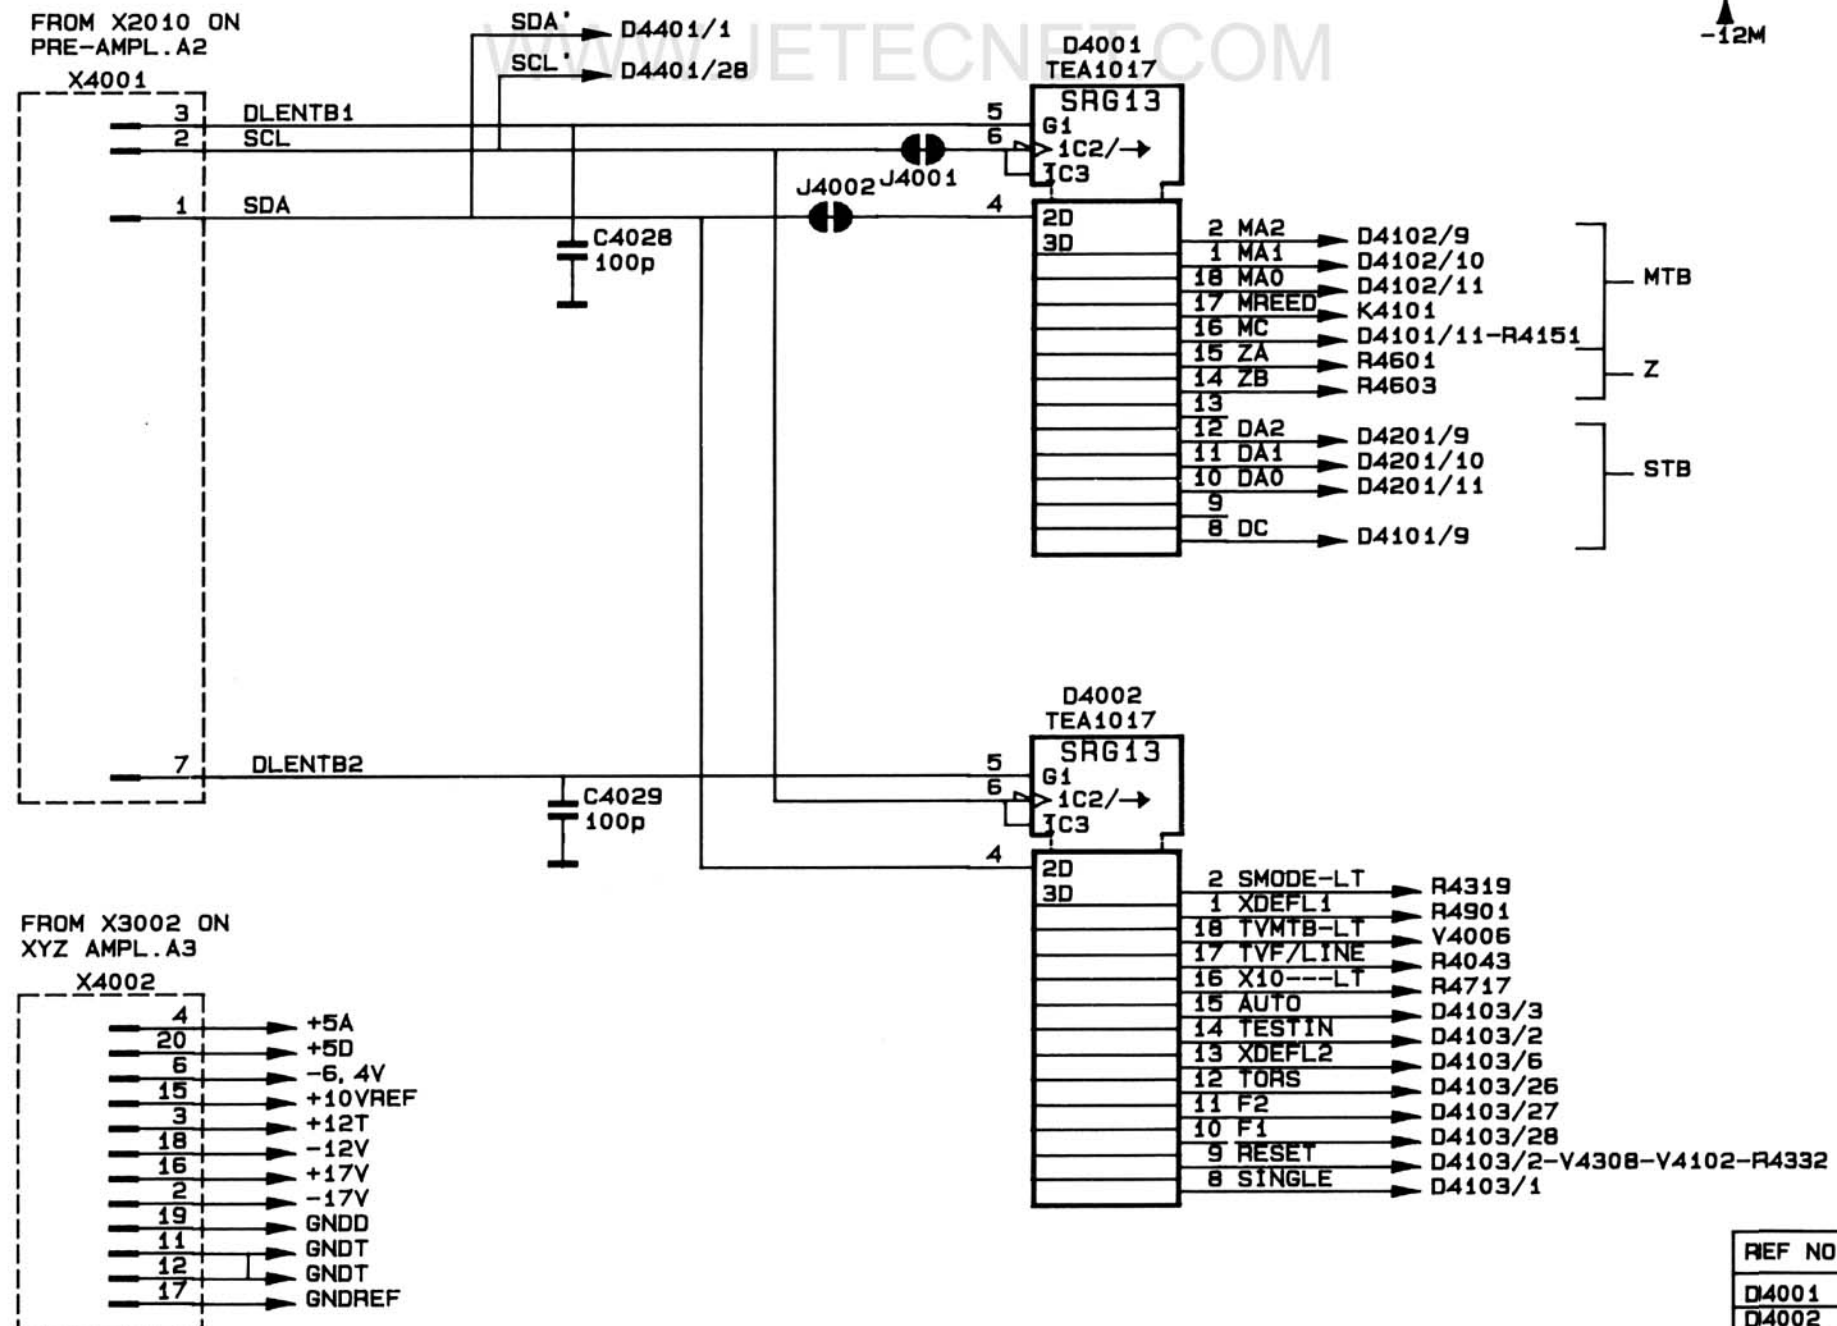 FROM X2010 ON
PRE-AMPL.A2
X4001
WWW.JETECNET.COM
SDA' D4401/1
SCL' D4401/28
-12M
3 DLENTB1
2 SCL
1 SDA
C4028
100p
J4002
J4001
D4001
TEA1017
SRG13
5 G1
6 1C2/→
1C3
4 2D
3D
2 MA2 D4102/9
1 MA1 D4102/10
18 MA0 D4102/11
17 MREED K4101
16 MC D4101/11-R4151
MTB
15 ZA R4601
14 ZB R4603
Z
13
12 DA2 D4201/9
11 DA1 D4201/10
10 DA0 D4201/11
9
8 DC D4101/9
STB
7 DLENTB2
C4029
100p
D4002
TEA1017
SRG13
5 G1
6 1C2/→
1C3
4 2D
3D
2 SMODE-LT R4319
1 XDEFL1 R4901
18 TVMTB-LT V4006
17 TVF/LINE R4043
16 X10---LT R4717
15 AUTO D4103/3
14 TESTIN D4103/2
13 XDEFL2 D4103/6
12 TORS D4103/26
11 F2 D4103/27
10 F1 D4103/28
9 RESET D4103/2-V4308-V4102-R4332
8 SINGLE D4103/1
FROM X3002 ON
XYZ AMPL.A3
X4002
4 +5A
20 +5D
6 -6,4V
15 +10VREF
3 +12T
18 -12V
16 +17V
2 -17V
19 GNDD
11 GNDT
12 GNDT
17 GNDREF
REF NO
D4001
D4002